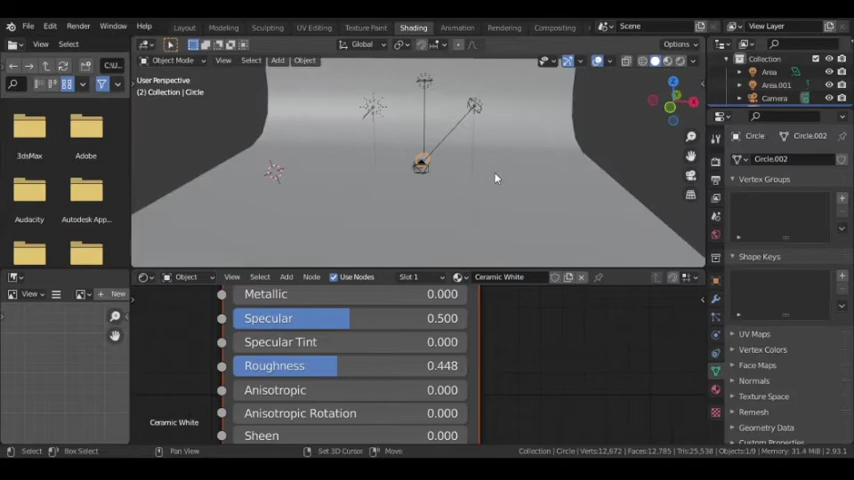 File Edit Render Window Help Layout Modeling Sculpting UV Editing Texture Paint Shading Animation Rendering Compositing Scene View Layer
View Select Global Options
C:\U...
Object Mode View Select Add Object
User Perspective
(2) Collection | Circle
3dsMax Adobe
Audacity Autodesk App...
Collection
Area
Area.001
Camera
Circle Circle.002
Circle.002
Vertex Groups
Shape Keys
UV Maps
Vertex Colors
Face Maps
Normals
Texture Space
Remesh
Geometry Data
Custom Properties
View New
Object View Select Add Node Use Nodes Slot 1 Ceramic White
Metallic 0.000
Specular 0.500
Specular Tint 0.000
Roughness 0.448
Anisotropic 0.000
Anisotropic Rotation 0.000
Sheen 0.000
Ceramic White
Select Box Select Pan View Set 3D Cursor Move Collection | Circle | Verts:12,672 | Faces:12,785 | Tris:25,538 | Objects:1/9 | Memory: 31.4 MiB | 2.93.1